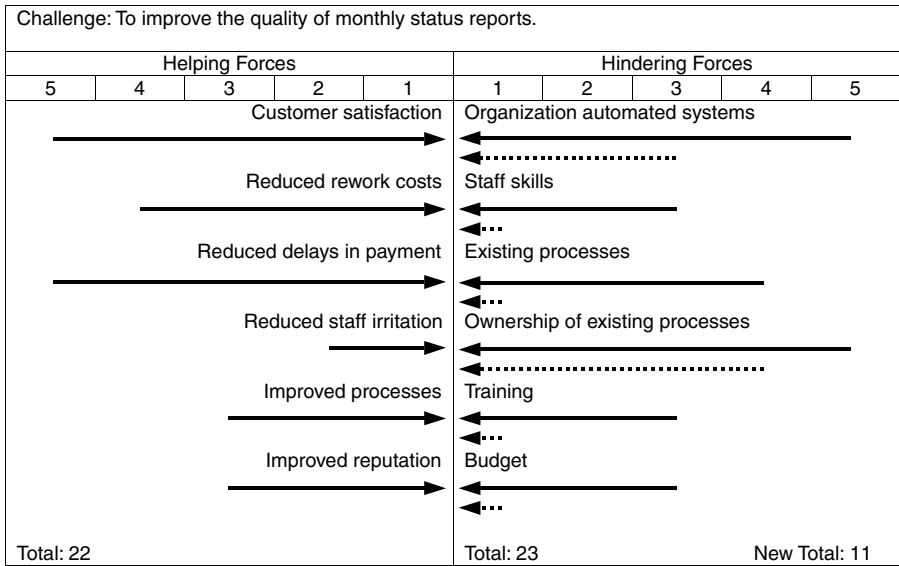 Challenge: To improve the quality of monthly status reports.
Helping Forces Hindering Forces
5 4 3 2 1 1 2 3 4 5
Customer satisfaction Organization automated systems
Reduced rework costs Staff skills
Reduced delays in payment Existing processes
Reduced staff irritation Ownership of existing processes
Improved processes Training
Improved reputation Budget
Total: 22 Total: 23 New Total: 11